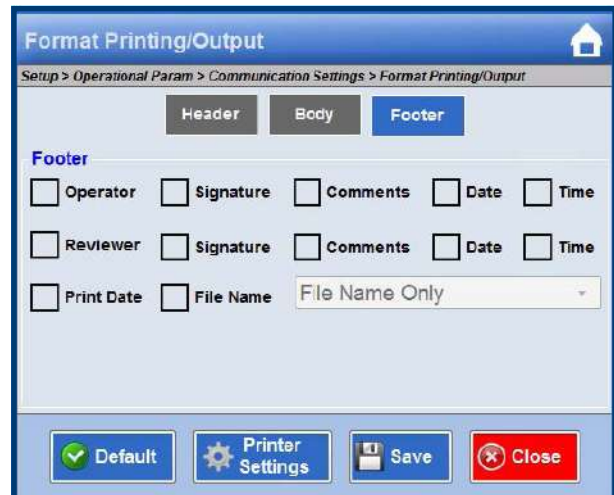 Format Printing/Output
Setup > Operational Param > Communication Settings > Format Printing/Output
Header Body Footer
Footer
Operator Signature Comments Date Time
Reviewer Signature Comments Date Time
Print Date File Name File Name Only
Default Printer Settings Save Close